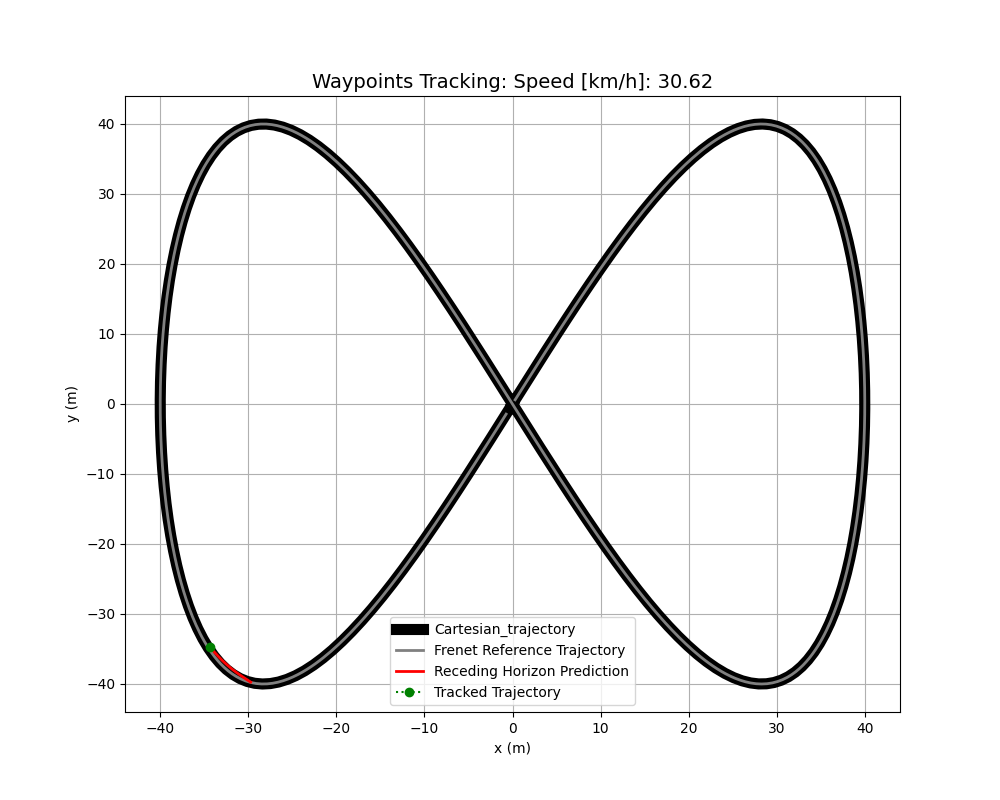 Waypoints Tracking: Speed [km/h]: 30.62
40
30
20
10
0
−10
−20
−30
−40
y (m)
Cartesian_trajectory
Frenet Reference Trajectory
Receding Horizon Prediction
Tracked Trajectory
−40 −30 −20 −10 0 10 20 30 40
x (m)